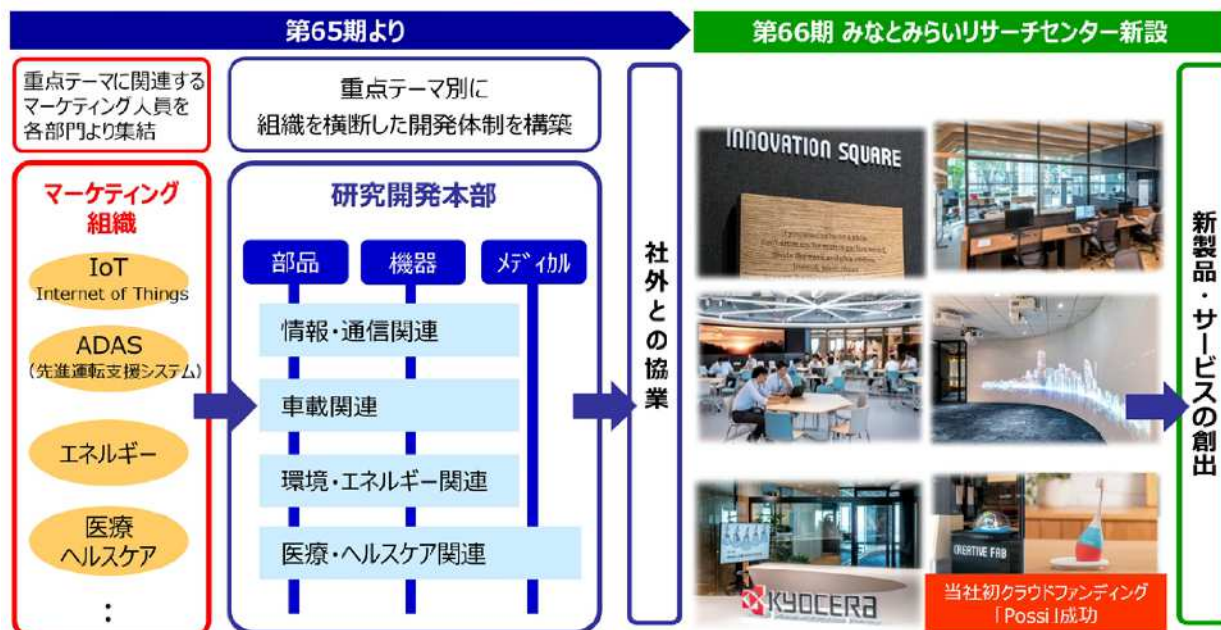 第65期より
第66期 みなとみらいリサーチセンター新設
重点テーマに関連する
マーケティング人員を
各部門より集結
重点テーマ別に
組織を横断した開発体制を構築
マーケティング
組織
IoT
Internet of Things
ADAS
(先進運転支援システム)
エネルギー
医療
ヘルスケア
:
研究開発本部
部品
機器
メディカル
情報・通信関連
車載関連
環境・エネルギー関連
医療・ヘルスケア関連
社外との協業
INNOVATION SQUARE
KYOCERA
CREATIVE FAB
当社初クラウドファンディング
「Possi」成功
新製品・サービスの創出